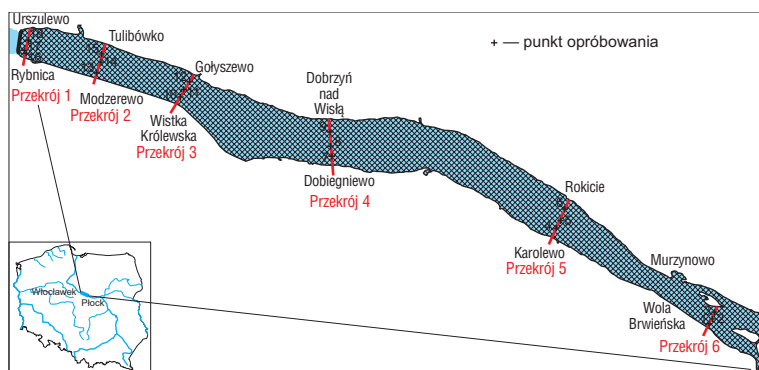 Urszulewo
Tulibówko
Gołyszewo
Dobrzyń
nad
Wisłą
+ — punkt opróbowania
Rybnica
Przekrój 1
Modzerewo
Przekrój 2
Wistka
Królewska
Przekrój 3
Dobiegniewo
Przekrój 4
Rokicie
Karolewo
Przekrój 5
Murzynowo
Wola
Brwieńska
Przekrój 6
Włocławek
Płock